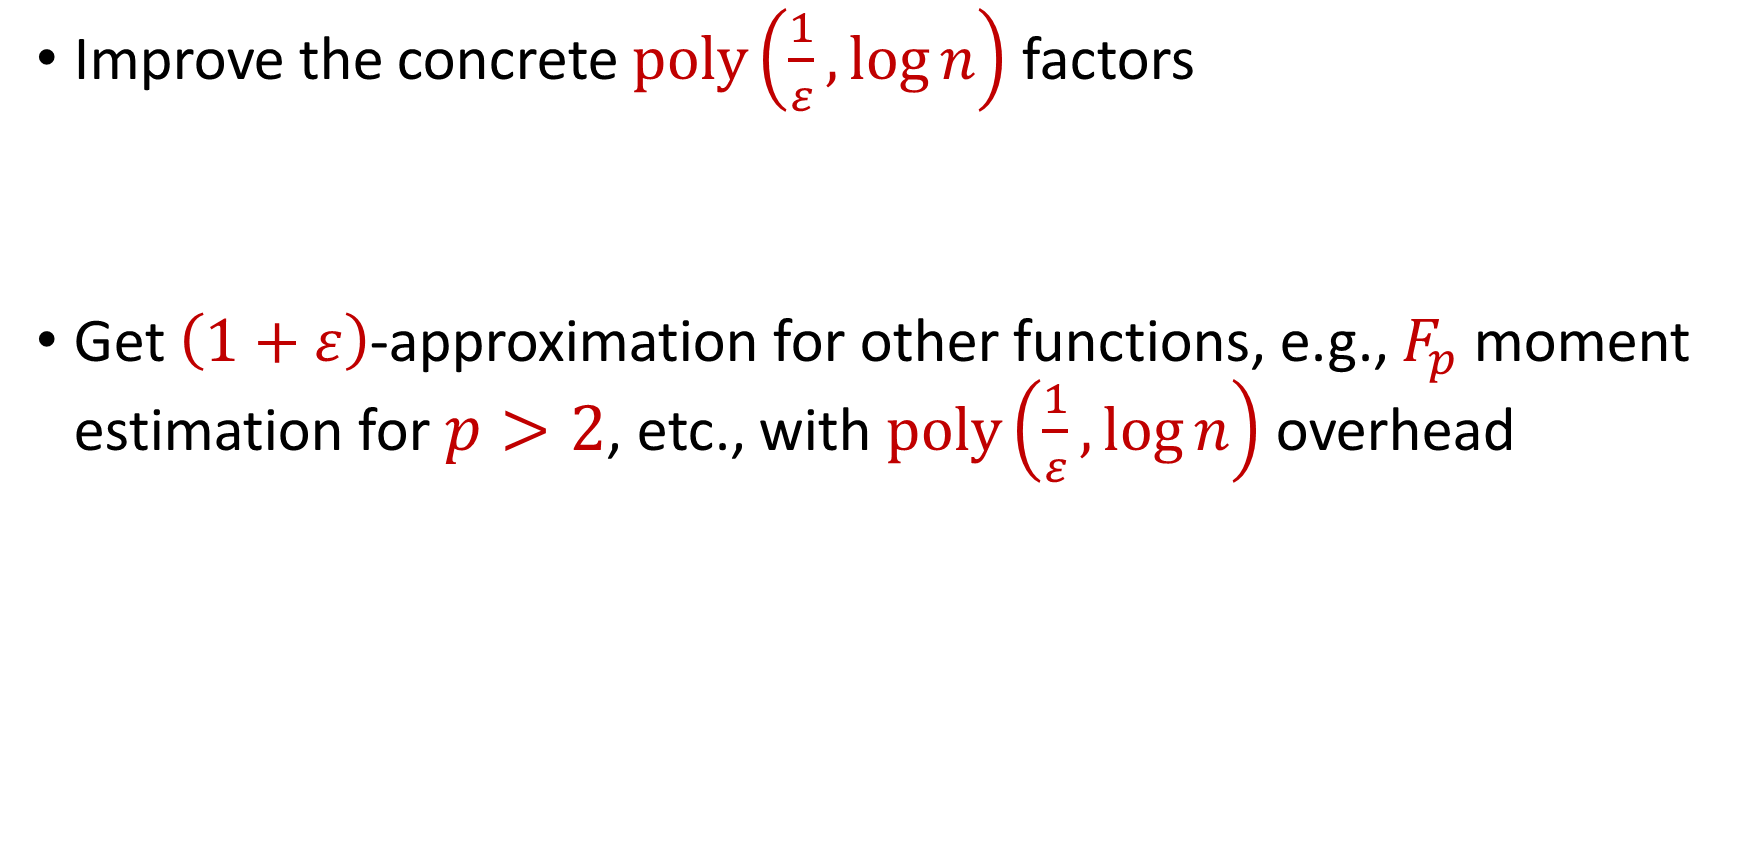 • Improve the concrete poly(1/ε, log n) factors
• Get (1 + ε)-approximation for other functions, e.g., F_p moment
estimation for p > 2, etc., with poly(1/ε, log n) overhead